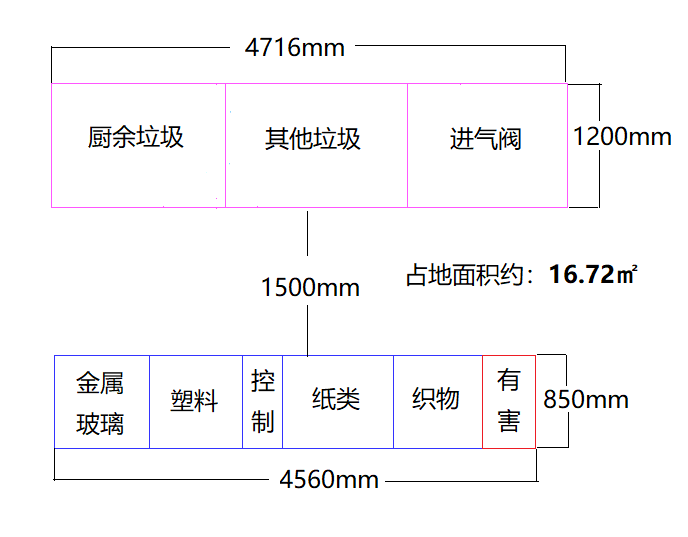 4716mm
厨余垃圾
其他垃圾
进气阀
1200mm
1500mm
占地面积约：16.72㎡
金属
玻璃
塑料
控
制
纸类
织物
有
害
850mm
4560mm